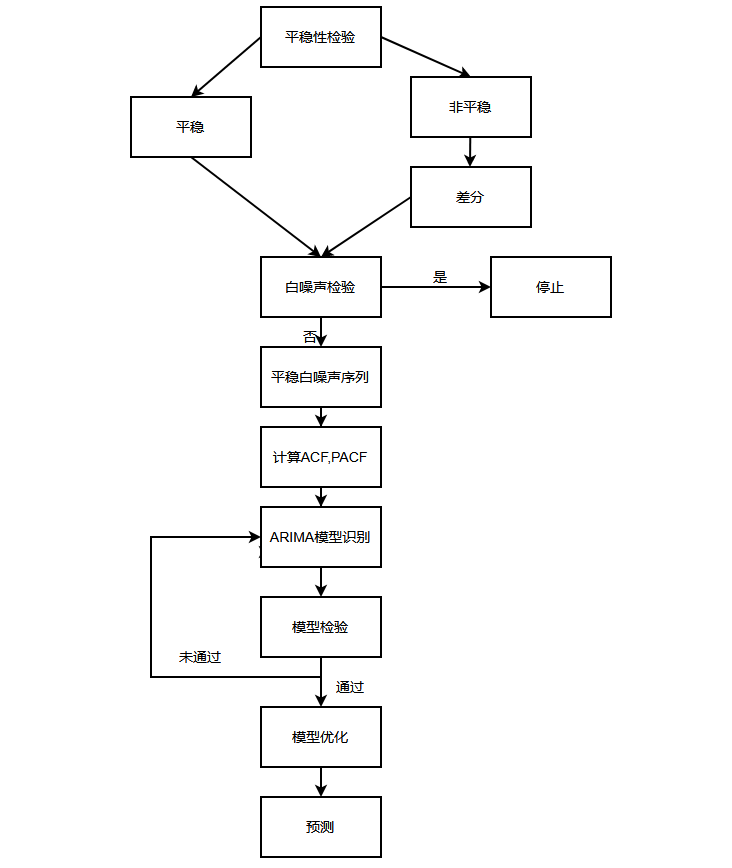 平稳性检验
非平稳
平稳
差分
白噪声检验
是
停止
否
平稳白噪声序列
计算ACF,PACF
ARIMA模型识别
模型检验
未通过
通过
模型优化
预测